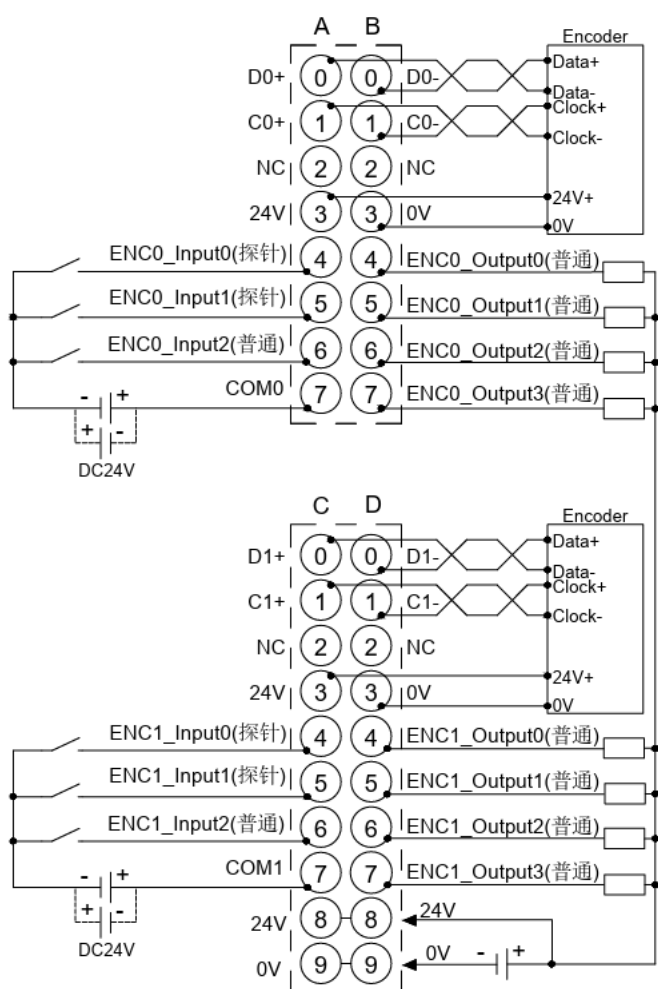 A B
Encoder
D0+ 0 0 D0- Data+
Data-
C0+ 1 1 C0- Clock+
Clock-
NC 2 2 NC
24V 3 3 0V 24V+
0V
ENC0_Input0(探针) 4 4 ENC0_Output0(普通)
ENC0_Input1(探针) 5 5 ENC0_Output1(普通)
ENC0_Input2(普通) 6 6 ENC0_Output2(普通)
COM0 7 7 ENC0_Output3(普通)
- +
+ -
DC24V
C D
Encoder
D1+ 0 0 D1- Data+
Data-
C1+ 1 1 C1- Clock+
Clock-
NC 2 2 NC
24V 3 3 0V 24V+
0V
ENC1_Input0(探针) 4 4 ENC1_Output0(普通)
ENC1_Input1(探针) 5 5 ENC1_Output1(普通)
ENC1_Input2(普通) 6 6 ENC1_Output2(普通)
COM1 7 7 ENC1_Output3(普通)
- +
+ -
DC24V
24V 8 8 24V
0V 9 9 0V - +